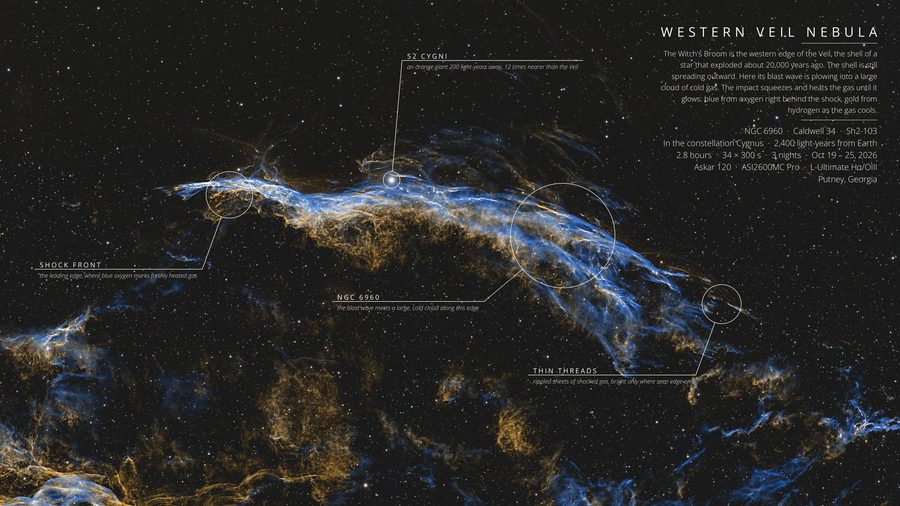 WESTERN VEIL NEBULA
The Witch's Broom is the western edge of the Veil, the shell of a
star that exploded about 20,000 years ago. The shell is still
spreading outward. Here its blast wave is plowing into a large
cloud of cold gas. The impact squeezes and heats the gas until it
glows: blue from oxygen right behind the shock, gold from
hydrogen as the gas cools.
NGC 6960 · Caldwell 34 · Sh2-103
In the constellation Cygnus · 2,400 light-years from Earth
2.8 hours · 34 × 300 s · 3 nights · Oct 19 – 25, 2026
Askar 120 · ASI2600MC Pro · L-Ultimate Hα/OIII
Putney, Georgia
52 CYGNI
an orange giant 200 light-years away, 12 times nearer than the Veil
SHOCK FRONT
the leading edge, where blue oxygen marks freshly heated gas
NGC 6960
the blast wave meets a large, cold cloud along this edge
THIN THREADS
rippled sheets of shocked gas, bright only where seen edge-on